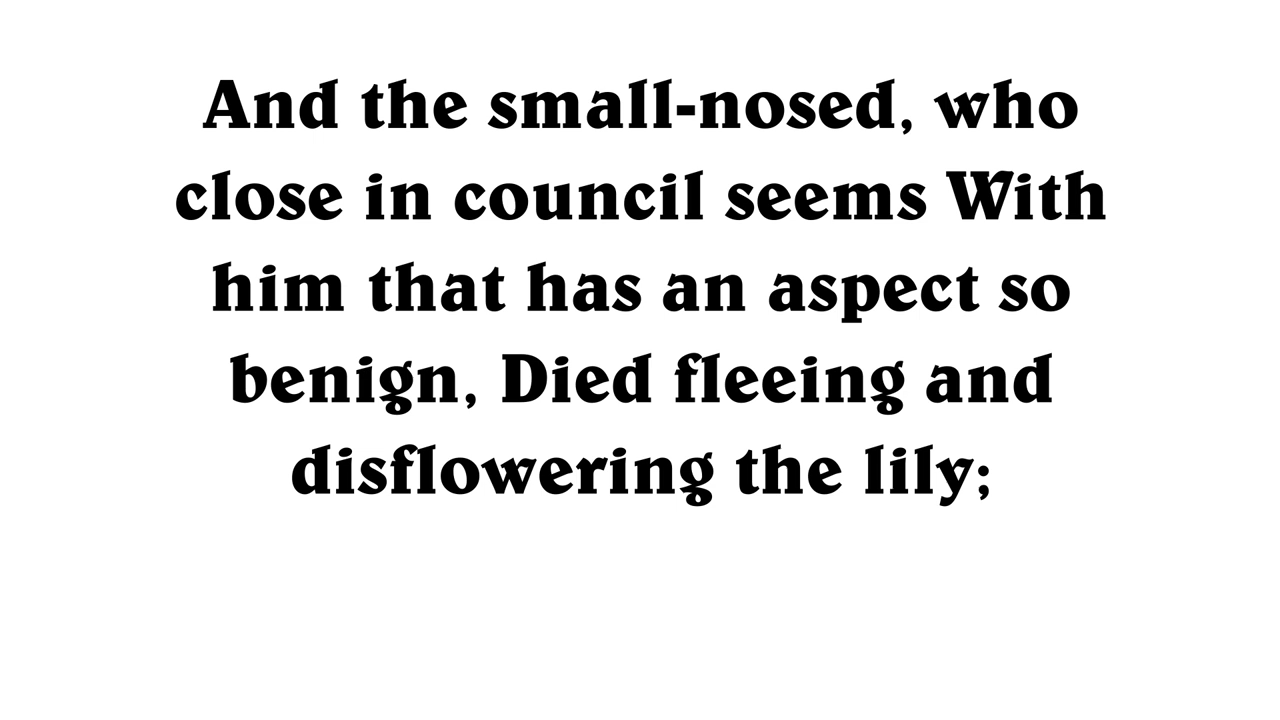 And the small-nosed, who
close in council seems With
him that has an aspect so
benign, Died fleeing and
disflowering the lily;